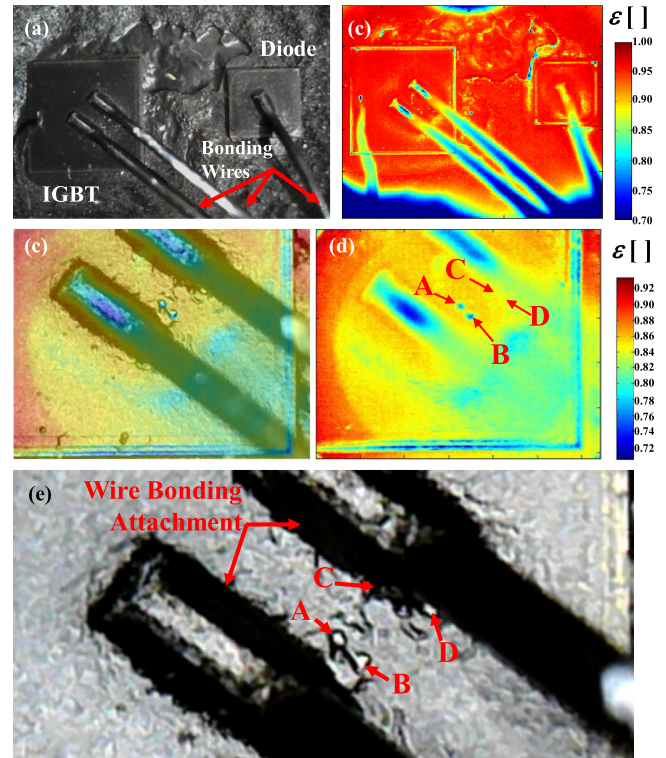 (a)
Diode
Bonding
Wires
IGBT
(c)
ε [ ]
1.00
0.95
0.90
0.85
0.80
0.75
0.70
(c)
(d)
C
A
D
B
ε [ ]
0.92
0.90
0.88
0.86
0.84
0.82
0.80
0.78
0.76
0.74
0.72
(e)
Wire Bonding
Attachment
C
A
D
B